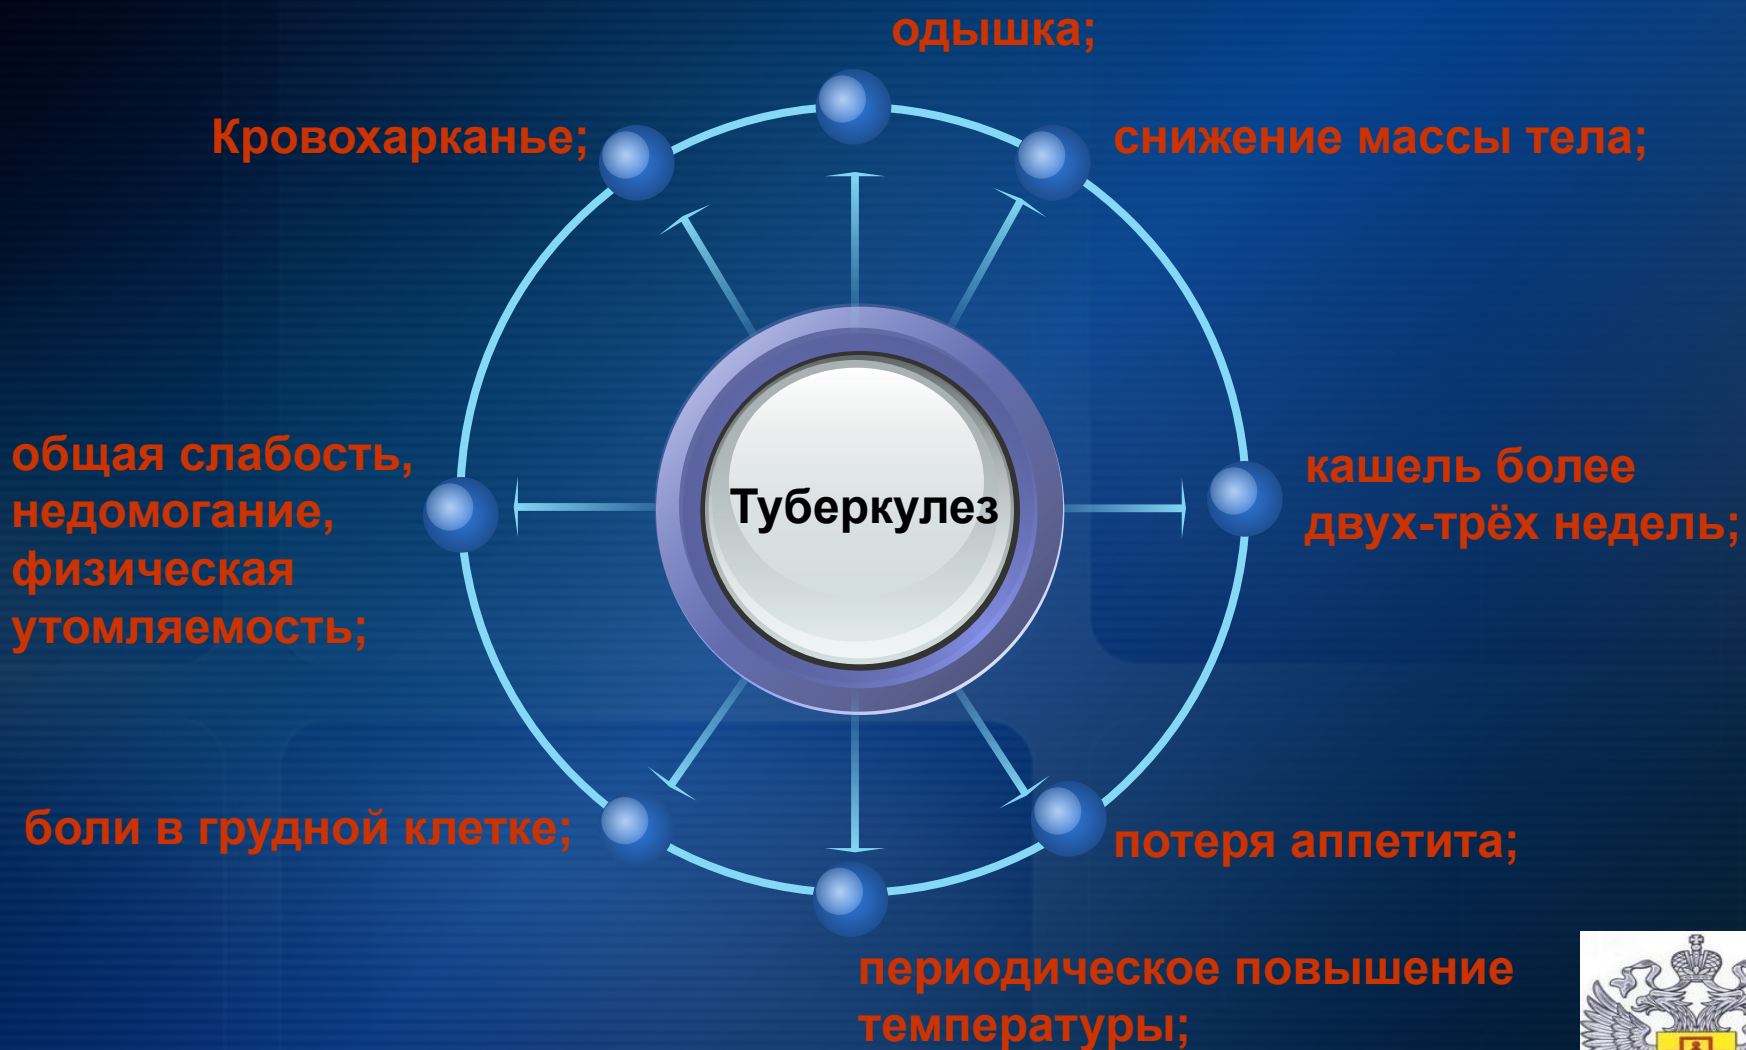 одышка;
Кровохарканье;
снижение массы тела;
общая слабость,
недомогание,
физическая
утомляемость;
Туберкулез
кашель более
двух-трёх недель;
боли в грудной клетке;
потеря аппетита;
периодическое повышение
температуры;